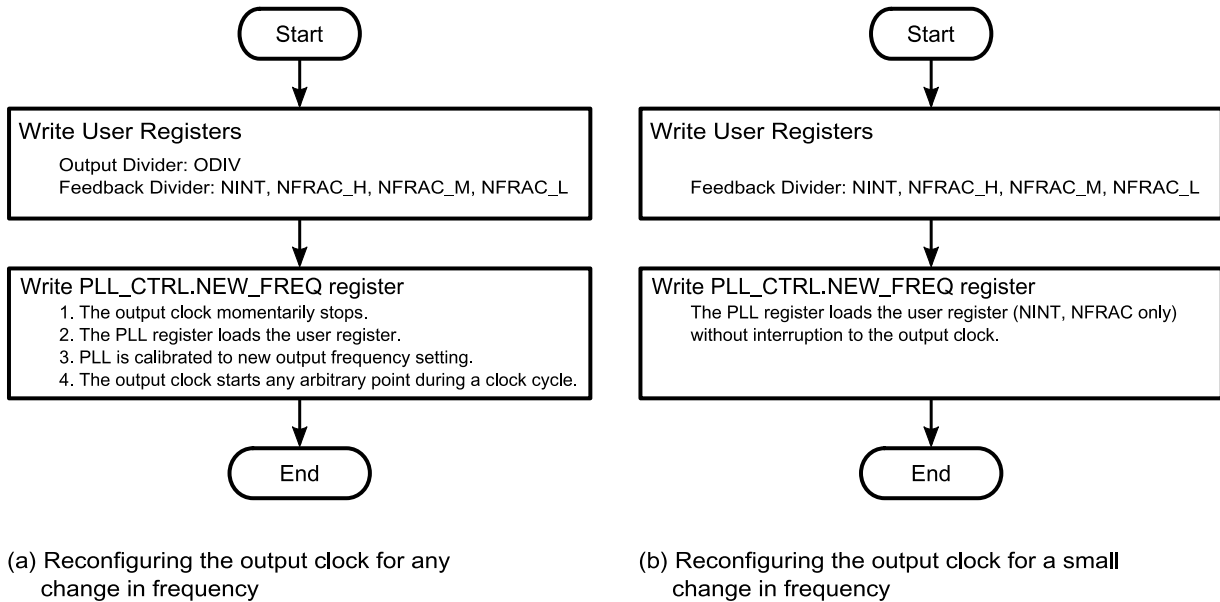 Start
Write User Registers
Output Divider: ODIV
Feedback Divider: NINT, NFRAC_H, NFRAC_M, NFRAC_L
Write PLL_CTRL.NEW_FREQ register
1. The output clock momentarily stops.
2. The PLL register loads the user register.
3. PLL is calibrated to new output frequency setting.
4. The output clock starts any arbitrary point during a clock cycle.
End
(a) Reconfiguring the output clock for any
change in frequency
Start
Write User Registers
Feedback Divider: NINT, NFRAC_H, NFRAC_M, NFRAC_L
Write PLL_CTRL.NEW_FREQ register
The PLL register loads the user register (NINT, NFRAC only)
without interruption to the output clock.
End
(b) Reconfiguring the output clock for a small
change in frequency